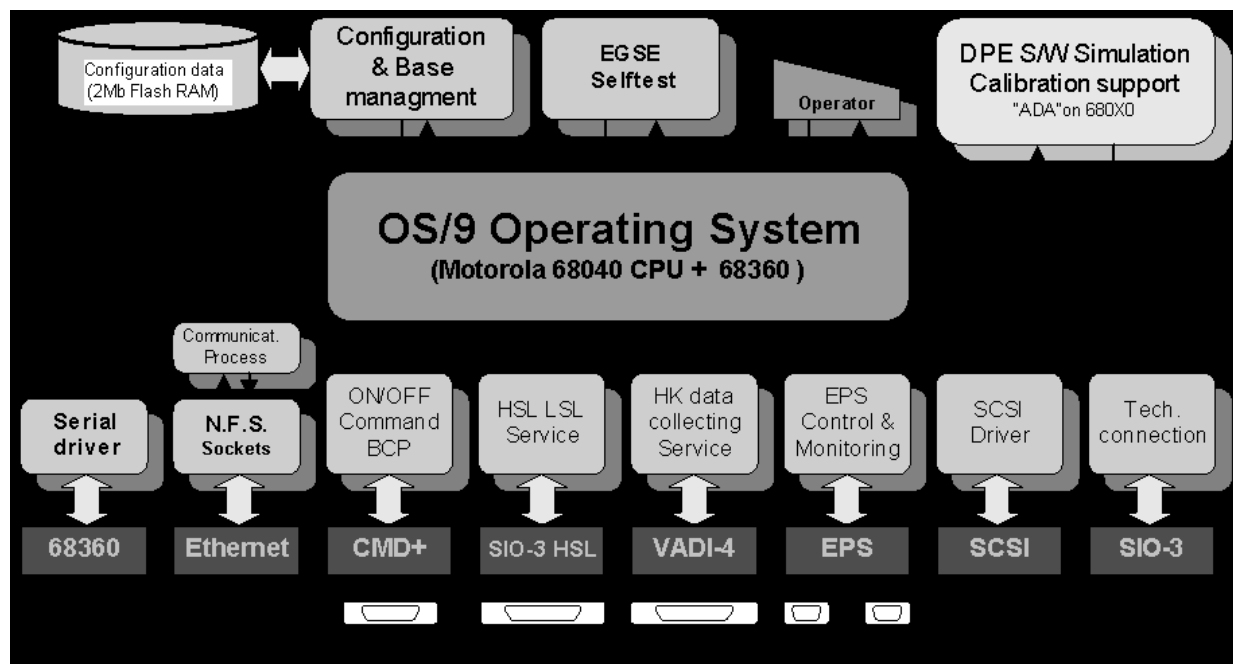 Configuration data
(2Mb Flash RAM)
Configuration
& Base
managment
EGSE
Selftest
Operator
DPE S/W Simulation
Calibration support
"ADA"on 680X0
OS/9 Operating System
(Motorola 68040 CPU + 68360 )
Communicat.
Process
Serial
driver
N.F.S.
Sockets
ON/OFF
Command
BCP
HSL LSL
Service
HK data
collecting
Service
EPS
Control &
Monitoring
SCSI
Driver
Tech.
connection
68360
Ethernet
CMD+
SIO-3 HSL
VADI-4
EPS
SCSI
SIO-3